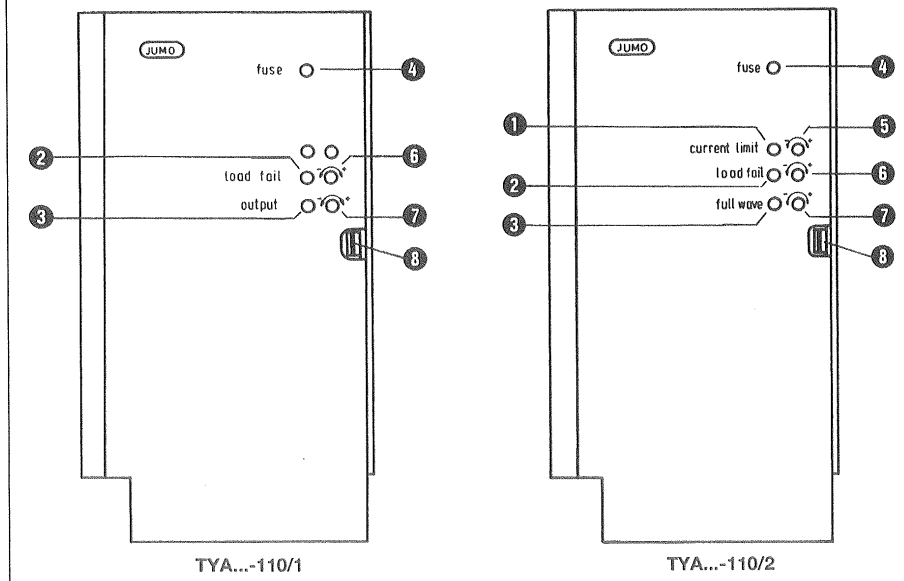 JUMO
fuse
4
2
6
load fail
- +
output
- +
3
7
8
TYA...-110/1
JUMO
fuse
4
1
5
current limit
- +
load fail
- +
6
2
full wave
- +
3
7
8
TYA...-110/2